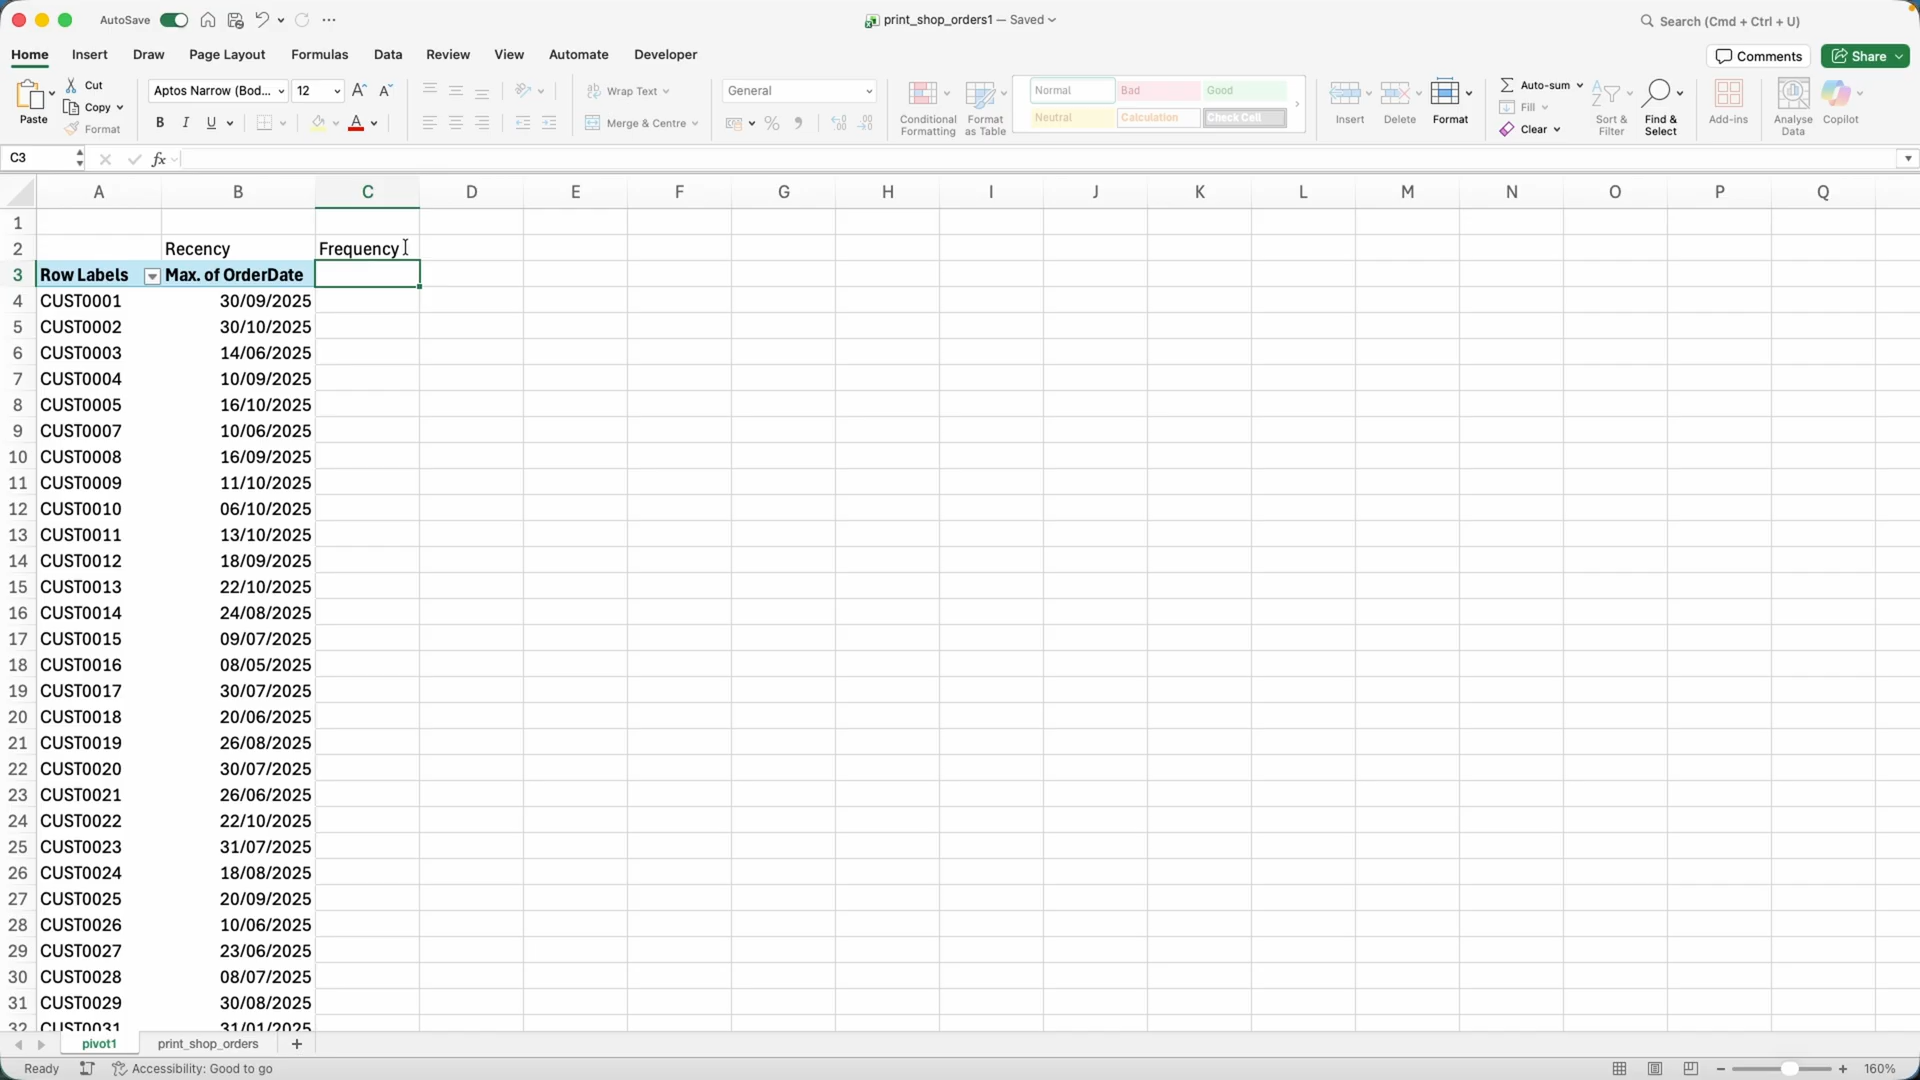 AutoSave
print_shop_orders1 — Saved
Search (Cmd + Ctrl + U)
Home Insert Draw Page Layout Formulas Data Review View Automate Developer
Comments Share
Paste
Cut
Copy
Format
Aptos Narrow (Bod... 12
Wrap Text
Merge & Centre
General
Conditional Formatting
Format as Table
Normal Bad Good
Neutral Calculation Check Cell
Insert Delete Format
Auto-sum
Fill
Clear
Sort & Filter
Find & Select
Add-ins
Analyse Data
Copilot
C3 fx
A B C D E F G H I J K L M N O P Q
1
2 Recency Frequency
3 Row Labels Max. of OrderDate
4 CUST0001 30/09/2025
5 CUST0002 30/10/2025
6 CUST0003 14/06/2025
7 CUST0004 10/09/2025
8 CUST0005 16/10/2025
9 CUST0007 10/06/2025
10 CUST0008 16/09/2025
11 CUST0009 11/10/2025
12 CUST0010 06/10/2025
13 CUST0011 13/10/2025
14 CUST0012 18/09/2025
15 CUST0013 22/10/2025
16 CUST0014 24/08/2025
17 CUST0015 09/07/2025
18 CUST0016 08/05/2025
19 CUST0017 30/07/2025
20 CUST0018 20/06/2025
21 CUST0019 26/08/2025
22 CUST0020 30/07/2025
23 CUST0021 26/06/2025
24 CUST0022 22/10/2025
25 CUST0023 31/07/2025
26 CUST0024 18/08/2025
27 CUST0025 20/09/2025
28 CUST0026 10/06/2025
29 CUST0027 23/06/2025
30 CUST0028 08/07/2025
31 CUST0029 30/08/2025
32 CUST0031 31/01/2025
pivot1 print_shop_orders
Ready Accessibility: Good to go 160%